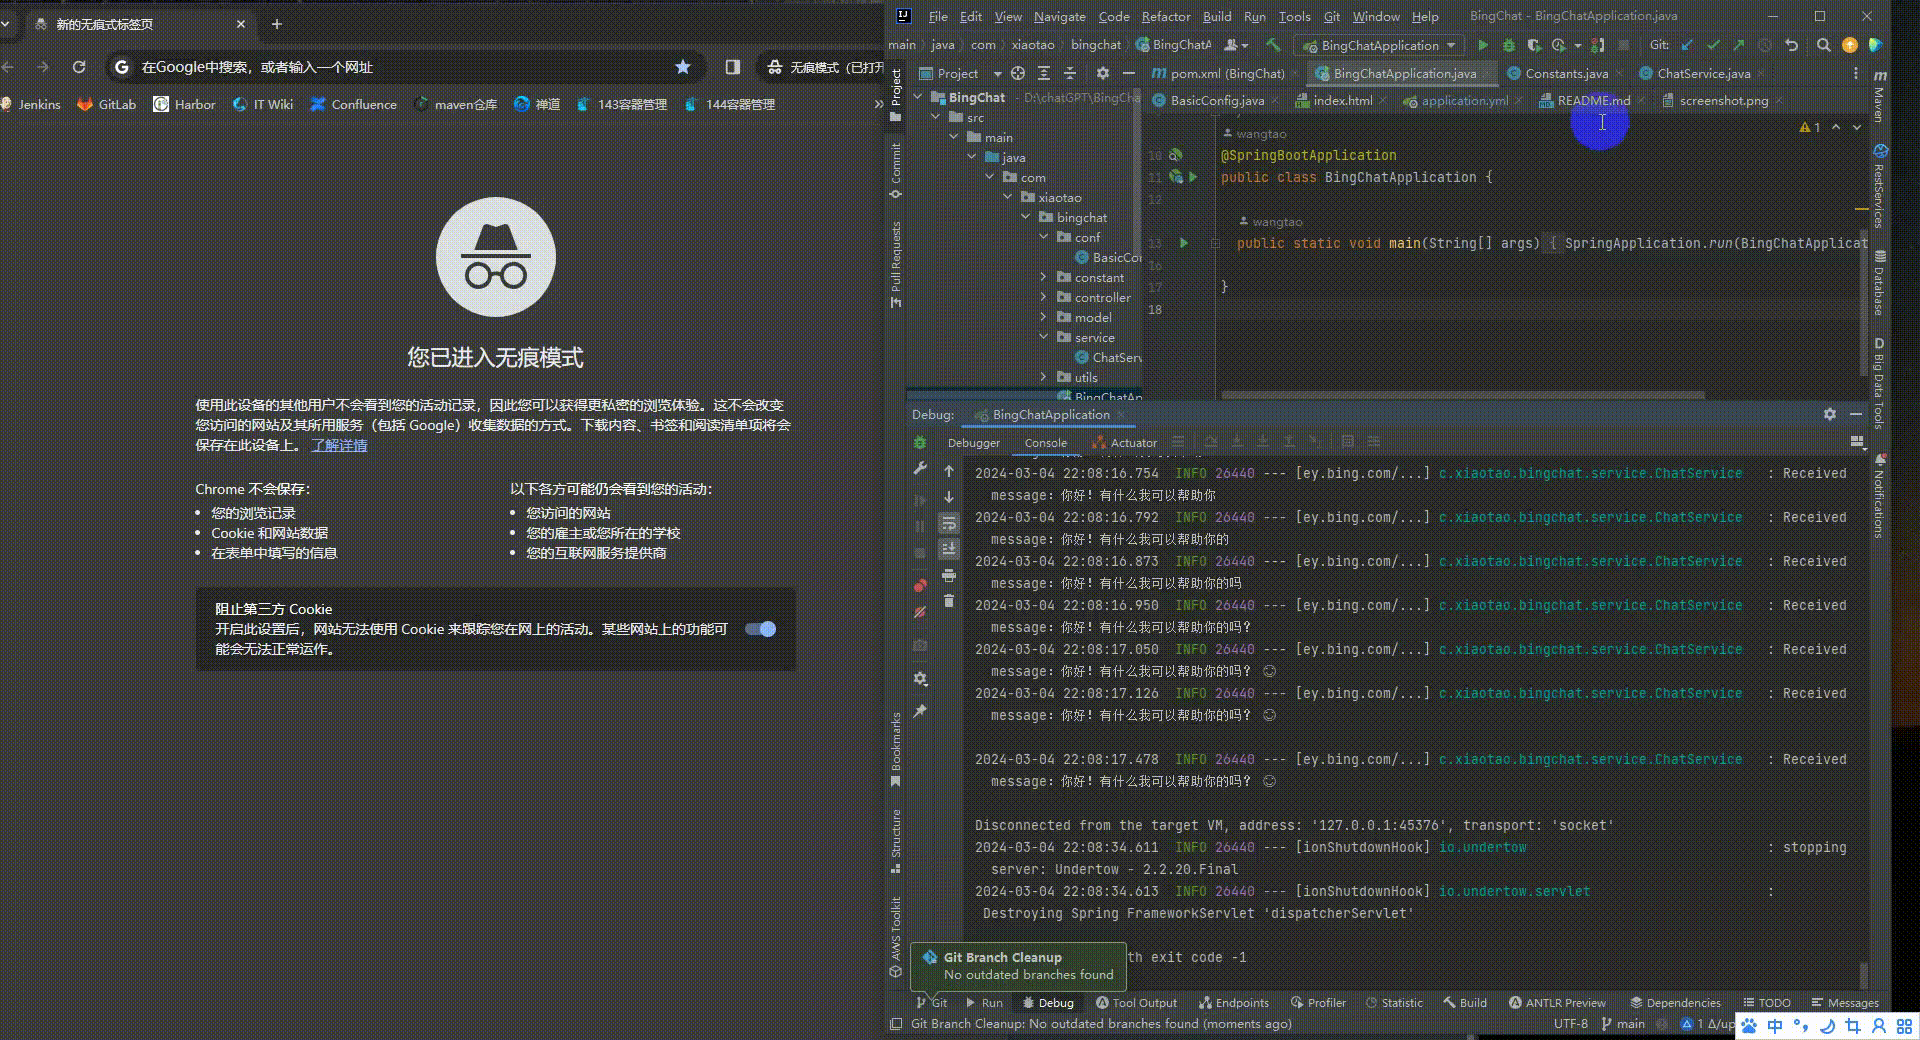 新的无痕式标签页
在Google中搜索，或者输入一个网址
无痕模式（已打开
Jenkins GitLab Harbor IT Wiki Confluence maven仓库 禅道 143容器管理 144容器管理
您已进入无痕模式
使用此设备的其他用户不会看到您的活动记录，因此您可以获得更私密的浏览体验。这不会改变
您访问的网站及其所用服务（包括 Google）收集数据的方式。下载内容、书签和阅读清单项将会
保存在此设备上。 了解详情
Chrome 不会保存：
您的浏览记录
Cookie 和网站数据
在表单中填写的信息
以下各方可能仍会看到您的活动：
您访问的网站
您的雇主或您所在的学校
您的互联网服务提供商
阻止第三方 Cookie
开启此设置后，网站无法使用 Cookie 来跟踪您在网上的活动。某些网站上的功能可
能会无法正常运作。
File Edit View Navigate Code Refactor Build Run Tools Git Window Help BingChat - BingChatApplication.java
main java com xiaotao bingchat BingChatA BingChatApplication Git:
Project pom.xml (BingChat) BingChatApplication.java Constants.java ChatService.java
BasicConfig.java index.html application.yml README.md screenshot.png
BingChat D:\chatGPT\BingCha
src
main
java
com
xiaotao
bingchat
conf
BasicCo
constant
controller
model
service
ChatServ
utils
BingChatAp
wangtao
1
10 @SpringBootApplication
11 public class BingChatApplication {
12
wangtao
13 public static void main(String[] args) { SpringApplication.run(BingChatApplicat
16
17 }
18
Project
Commit
Pull Requests
Bookmarks
Structure
AWS Toolkit
Maven
RestServices
Database
Big Data Tools
Notifications
Debug: BingChatApplication
Debugger Console Actuator
2024-03-04 22:08:16.754 INFO 26440 --- [ey.bing.com/...] c.xiaotao.bingchat.service.ChatService : Received
message: 你好！有什么我可以帮助你
2024-03-04 22:08:16.792 INFO 26440 --- [ey.bing.com/...] c.xiaotao.bingchat.service.ChatService : Received
message: 你好！有什么我可以帮助你的
2024-03-04 22:08:16.873 INFO 26440 --- [ey.bing.com/...] c.xiaotao.bingchat.service.ChatService : Received
message: 你好！有什么我可以帮助你的吗
2024-03-04 22:08:16.950 INFO 26440 --- [ey.bing.com/...] c.xiaotao.bingchat.service.ChatService : Received
message: 你好！有什么我可以帮助你的吗？
2024-03-04 22:08:17.050 INFO 26440 --- [ey.bing.com/...] c.xiaotao.bingchat.service.ChatService : Received
message: 你好！有什么我可以帮助你的吗？ 😊
2024-03-04 22:08:17.126 INFO 26440 --- [ey.bing.com/...] c.xiaotao.bingchat.service.ChatService : Received
message: 你好！有什么我可以帮助你的吗？ 😊
2024-03-04 22:08:17.478 INFO 26440 --- [ey.bing.com/...] c.xiaotao.bingchat.service.ChatService : Received
message: 你好！有什么我可以帮助你的吗？ 😊
Disconnected from the target VM, address: '127.0.0.1:45376', transport: 'socket'
2024-03-04 22:08:34.611 INFO 26440 --- [ionShutdownHook] io.undertow : stopping
server: Undertow - 2.2.20.Final
2024-03-04 22:08:34.613 INFO 26440 --- [ionShutdownHook] io.undertow.servlet :
Destroying Spring FrameworkServlet 'dispatcherServlet'
th exit code -1
Git Branch Cleanup
No outdated branches found
Git Run Debug Tool Output Endpoints Profiler Statistic Build ANTLR Preview Dependencies TODO Messages
Git Branch Cleanup: No outdated branches found (moments ago) UTF-8 main 1 Δ/up
中